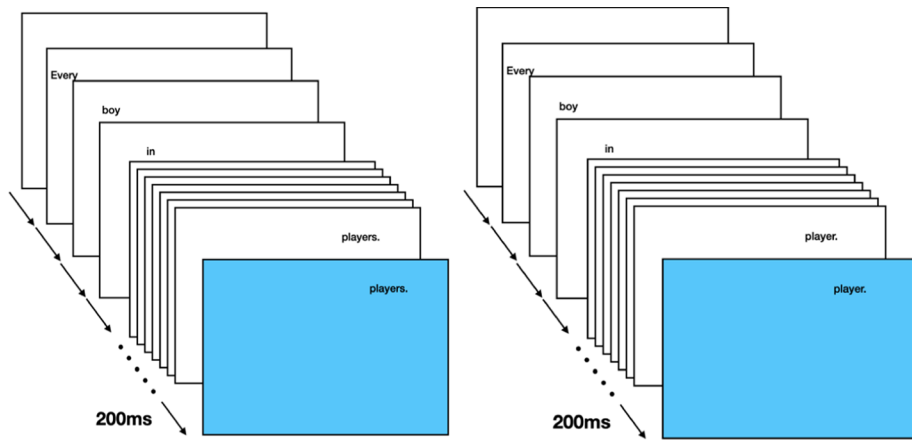 Every
boy
in
players.
players.
200ms
Every
boy
in
player.
player.
200ms